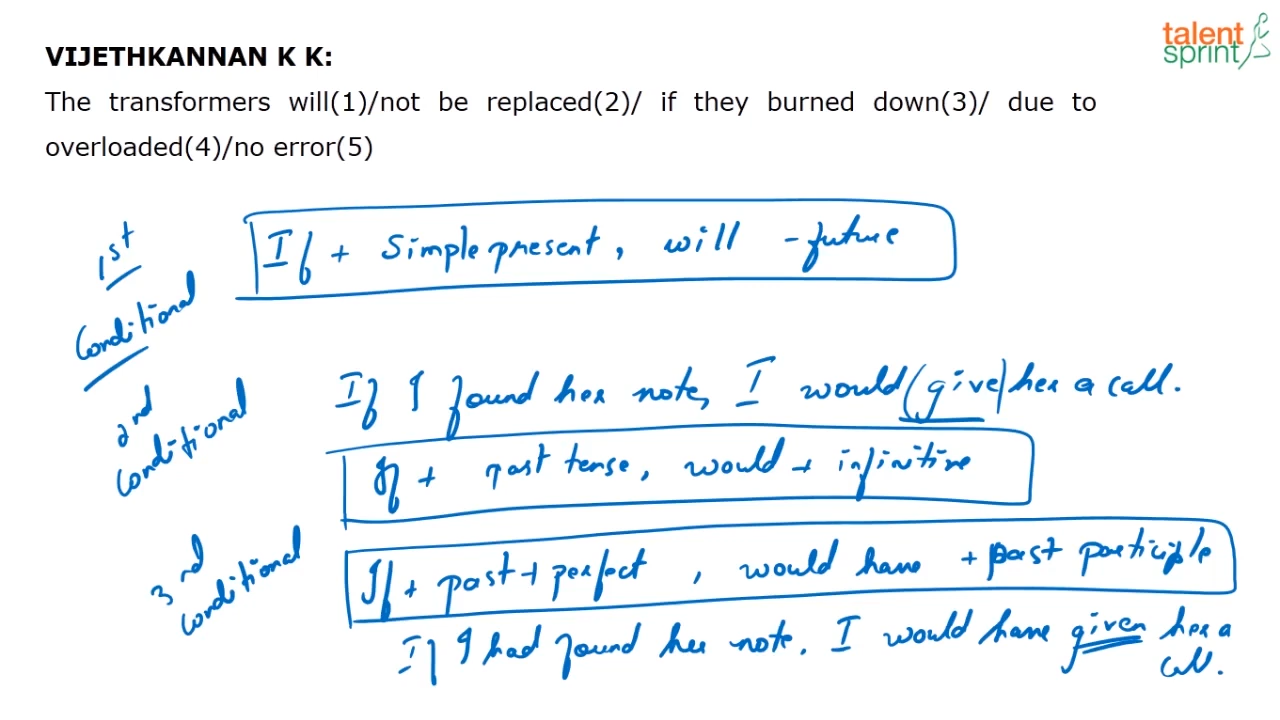 talent
sprint
VIJETHKANNAN K K:
The transformers will(1)/not be replaced(2)/ if they burned down(3)/ due to
overloaded(4)/no error(5)
1st
Conditional
If + Simple present, will - future
2nd
Conditional
If I found her note, I would (give) her a call.
If + past tense, would + infinitive
3rd
Conditional
If + past + perfect, would have + past participle
If I had found her note. I would have given her a
call.